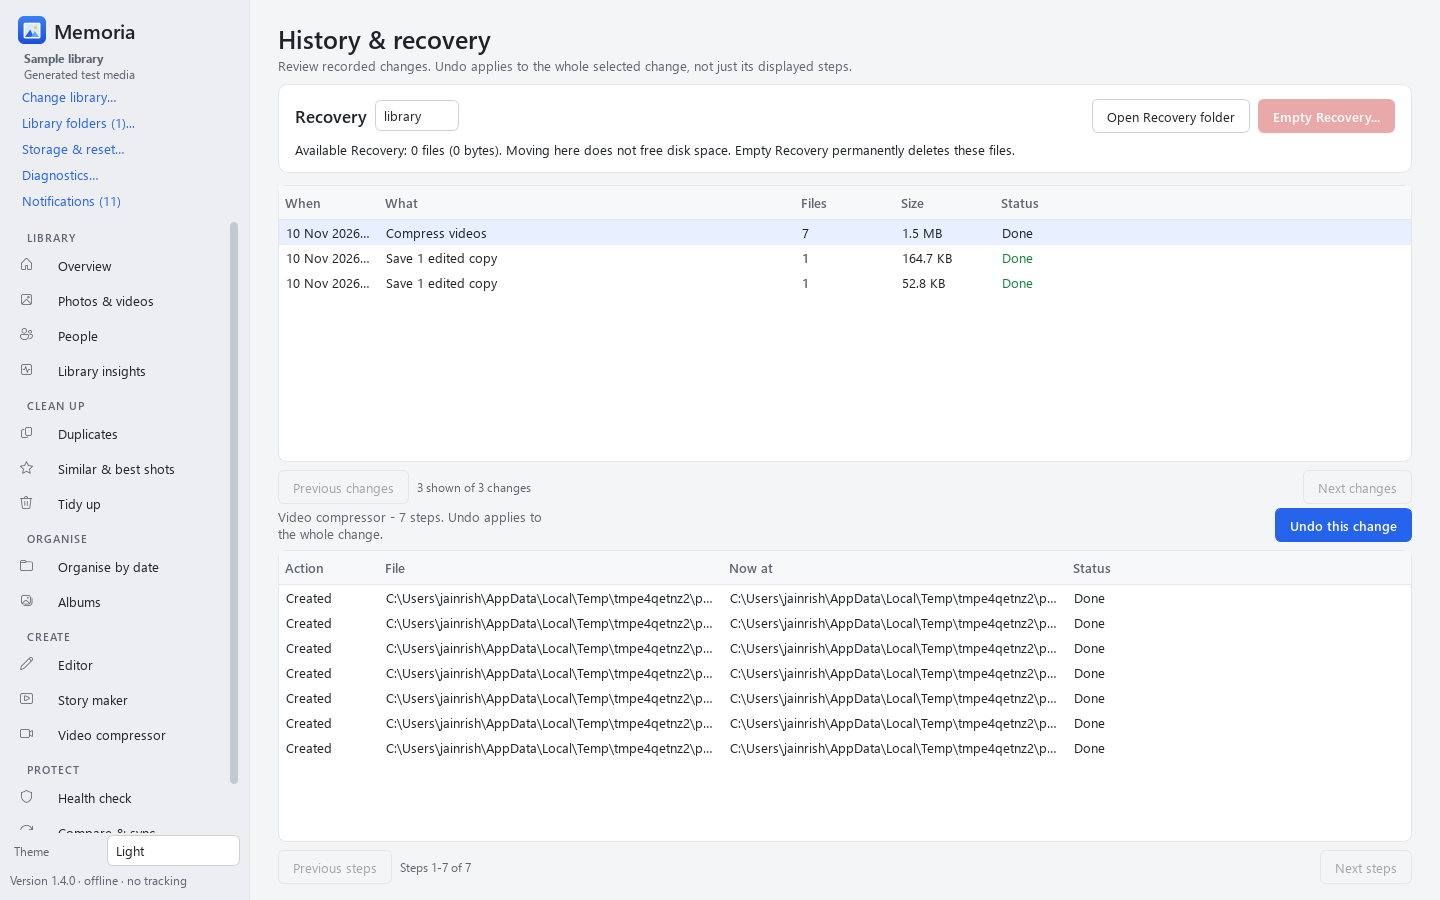 Memoria
Sample library
Generated test media
Change library...
Library folders (1)...
Storage & reset...
Diagnostics...
Notifications (11)
LIBRARY
Overview
Photos & videos
People
Library insights
CLEAN UP
Duplicates
Similar & best shots
Tidy up
ORGANISE
Organise by date
Albums
CREATE
Editor
Story maker
Video compressor
PROTECT
Health check
Compare & sync
Theme
Light
Version 1.4.0 · offline · no tracking
History & recovery
Review recorded changes. Undo applies to the whole selected change, not just its displayed steps.
Recovery
library
Open Recovery folder
Empty Recovery...
Available Recovery: 0 files (0 bytes). Moving here does not free disk space. Empty Recovery permanently deletes these files.
When What Files Size Status
10 Nov 2026... Compress videos 7 1.5 MB Done
10 Nov 2026... Save 1 edited copy 1 164.7 KB Done
10 Nov 2026... Save 1 edited copy 1 52.8 KB Done
Previous changes 3 shown of 3 changes Next changes
Video compressor - 7 steps. Undo applies to
the whole change.
Undo this change
Action File Now at Status
Created C:\Users\jainrish\AppData\Local\Temp\tmpe4qetnz2\p... C:\Users\jainrish\AppData\Local\Temp\tmpe4qetnz2\p... Done
Created C:\Users\jainrish\AppData\Local\Temp\tmpe4qetnz2\p... C:\Users\jainrish\AppData\Local\Temp\tmpe4qetnz2\p... Done
Created C:\Users\jainrish\AppData\Local\Temp\tmpe4qetnz2\p... C:\Users\jainrish\AppData\Local\Temp\tmpe4qetnz2\p... Done
Created C:\Users\jainrish\AppData\Local\Temp\tmpe4qetnz2\p... C:\Users\jainrish\AppData\Local\Temp\tmpe4qetnz2\p... Done
Created C:\Users\jainrish\AppData\Local\Temp\tmpe4qetnz2\p... C:\Users\jainrish\AppData\Local\Temp\tmpe4qetnz2\p... Done
Created C:\Users\jainrish\AppData\Local\Temp\tmpe4qetnz2\p... C:\Users\jainrish\AppData\Local\Temp\tmpe4qetnz2\p... Done
Created C:\Users\jainrish\AppData\Local\Temp\tmpe4qetnz2\p... C:\Users\jainrish\AppData\Local\Temp\tmpe4qetnz2\p... Done
Previous steps Steps 1-7 of 7 Next steps